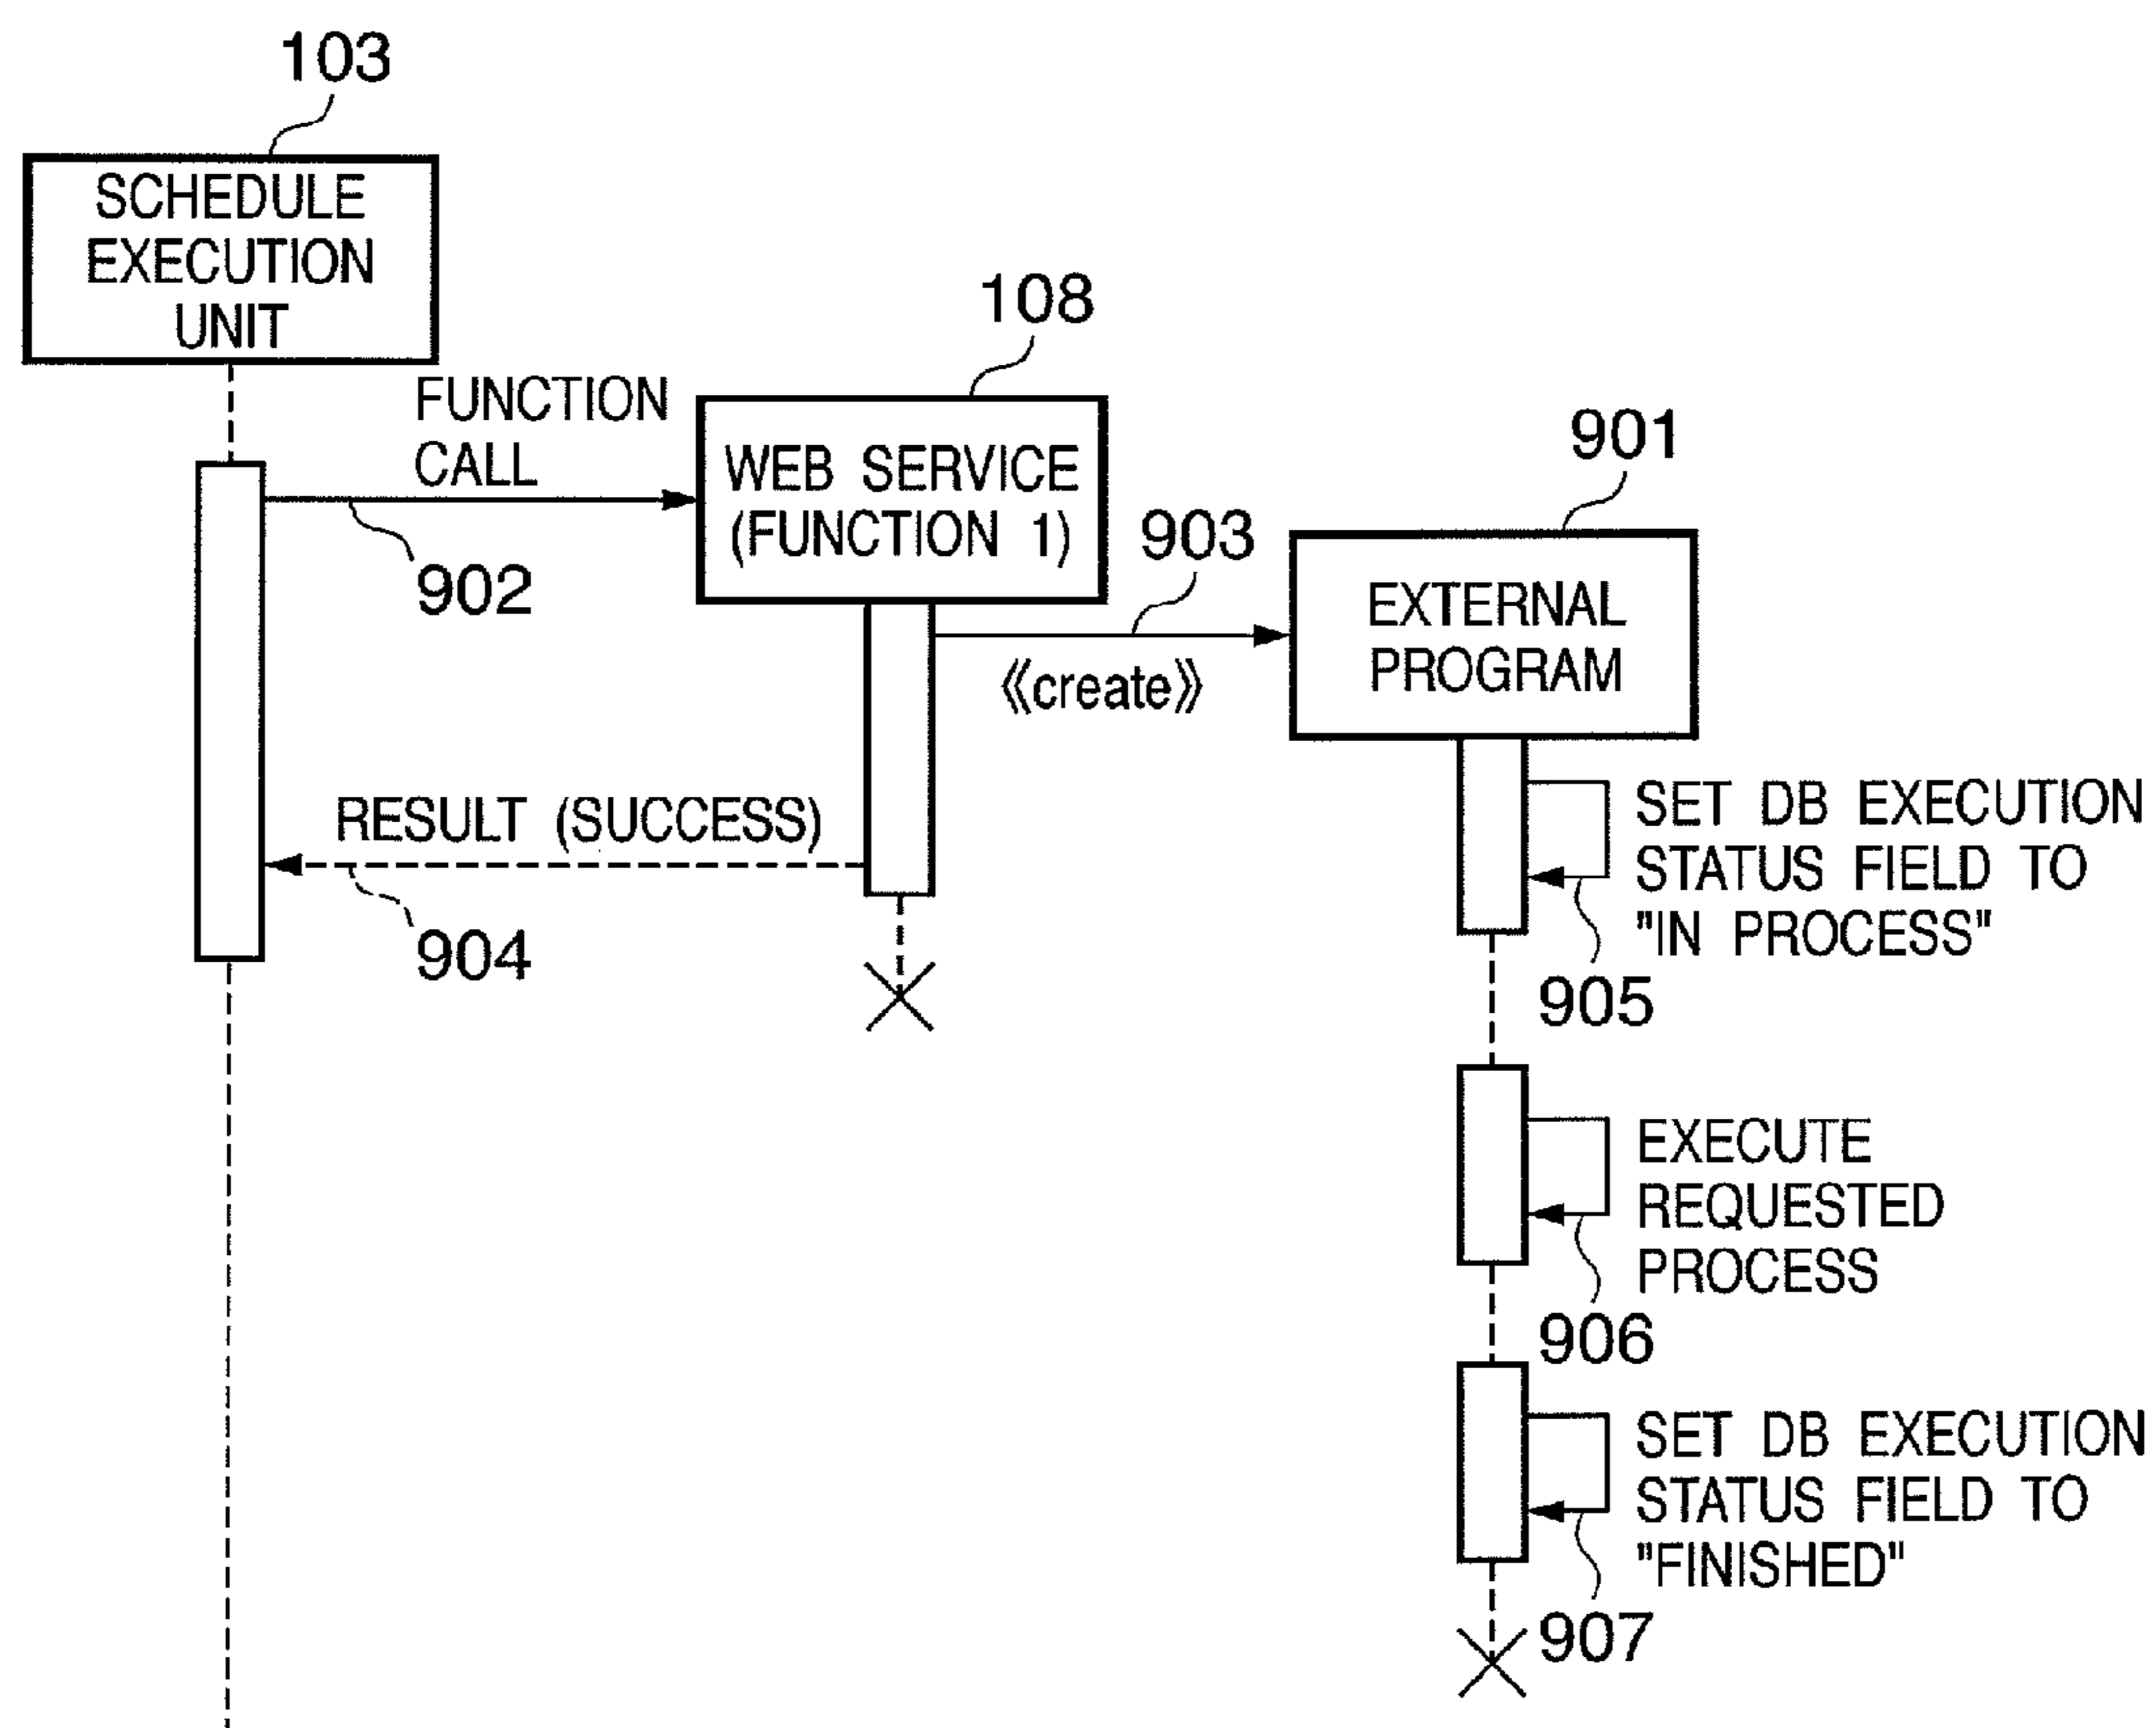 103
SCHEDULE
EXECUTION
UNIT
108
FUNCTION
CALL
WEB SERVICE
(FUNCTION 1)
902
901
903
EXTERNAL
PROGRAM
《create》
RESULT (SUCCESS)
904
SET DB EXECUTION
STATUS FIELD TO
"IN PROCESS"
905
EXECUTE
REQUESTED
PROCESS
906
SET DB EXECUTION
STATUS FIELD TO
"FINISHED"
907